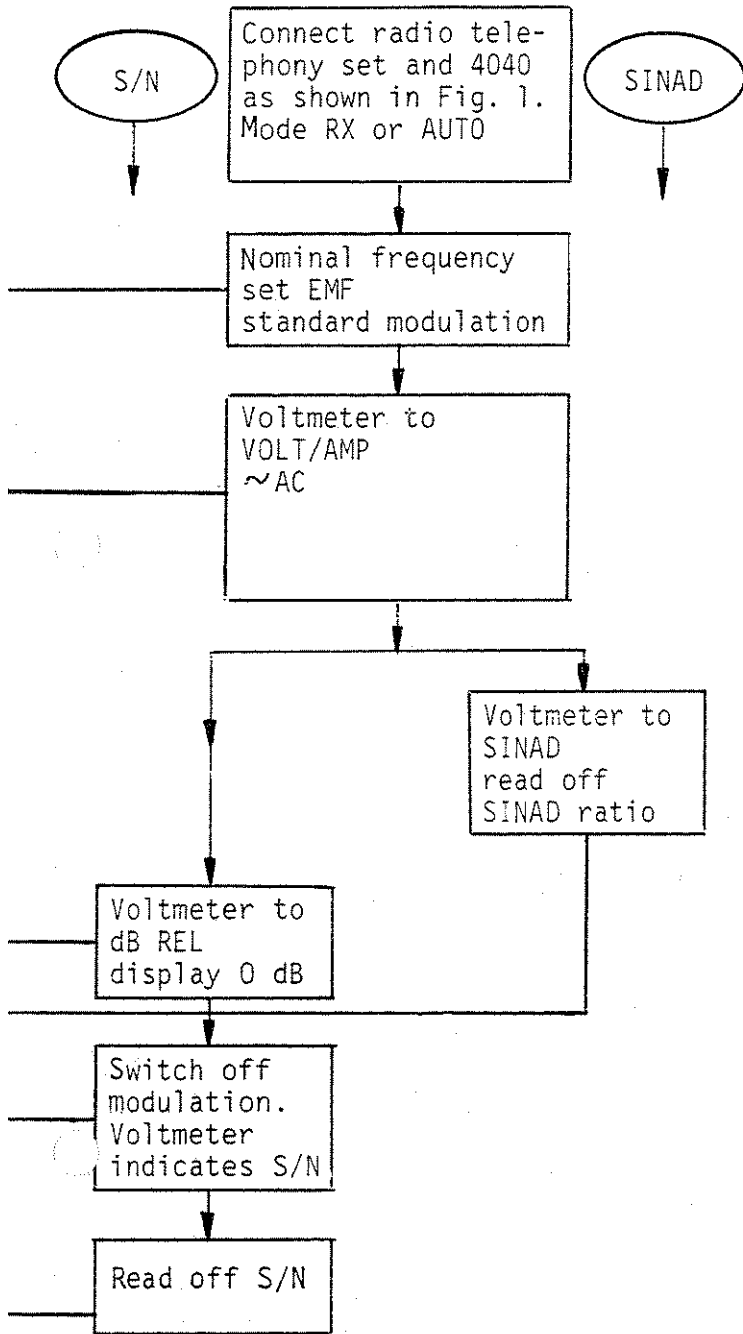 S/N
Connect radio tele-
phony set and 4040
as shown in Fig. 1.
Mode RX or AUTO
SINAD
Nominal frequency
set EMF
standard modulation
Voltmeter to
VOLT/AMP
~AC
Voltmeter to
SINAD
read off
SINAD ratio
Voltmeter to
dB REL
display 0 dB
Switch off
modulation.
Voltmeter
indicates S/N
Read off S/N